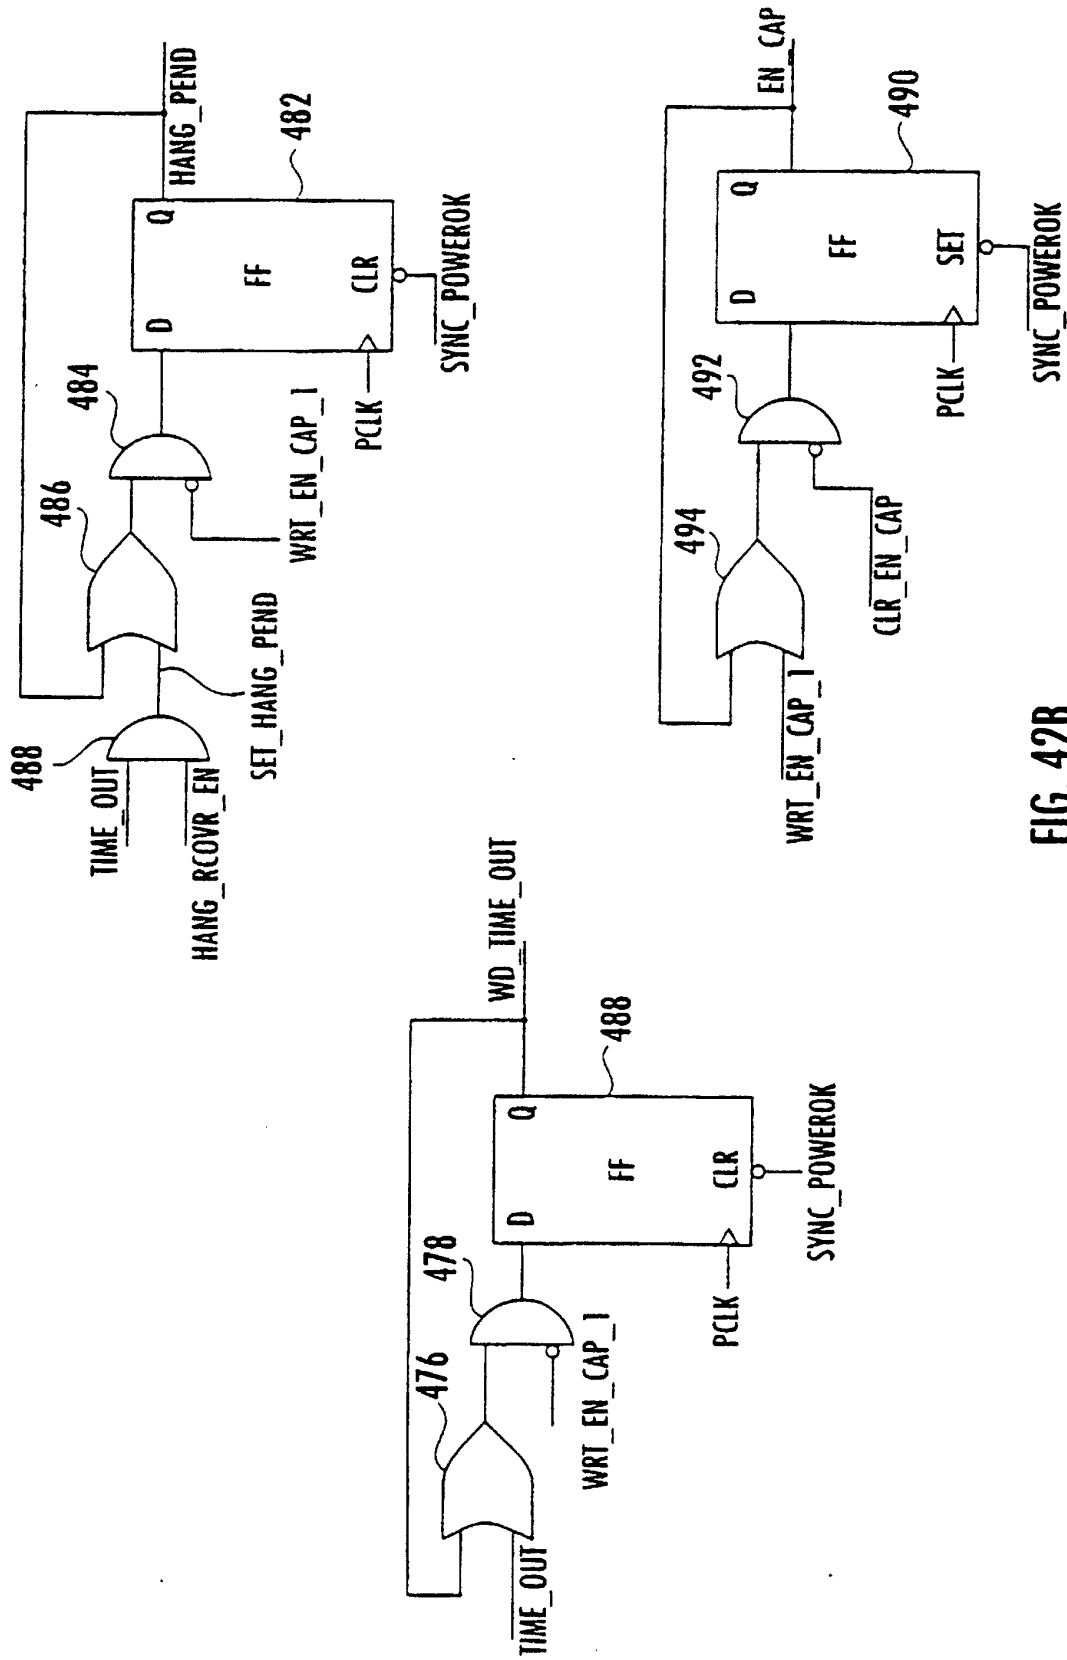 488
TIME_OUT
HANG_RCOVR_EN
SET_HANG_PEND
486
484
WRT_EN_CAP_1
D
Q
FF
CLR
PCLK
SYNC_POWEROK
482
HANG_PEND
476
TIME_OUT
478
WRT_EN_CAP_1
D
Q
FF
CLR
PCLK
SYNC_POWEROK
488
WD_TIME_OUT
494
WRT_EN_CAP_1
492
CLR_EN_CAP
D
Q
FF
SET
PCLK
SYNC_POWEROK
490
EN_CAP
FIG. 42B